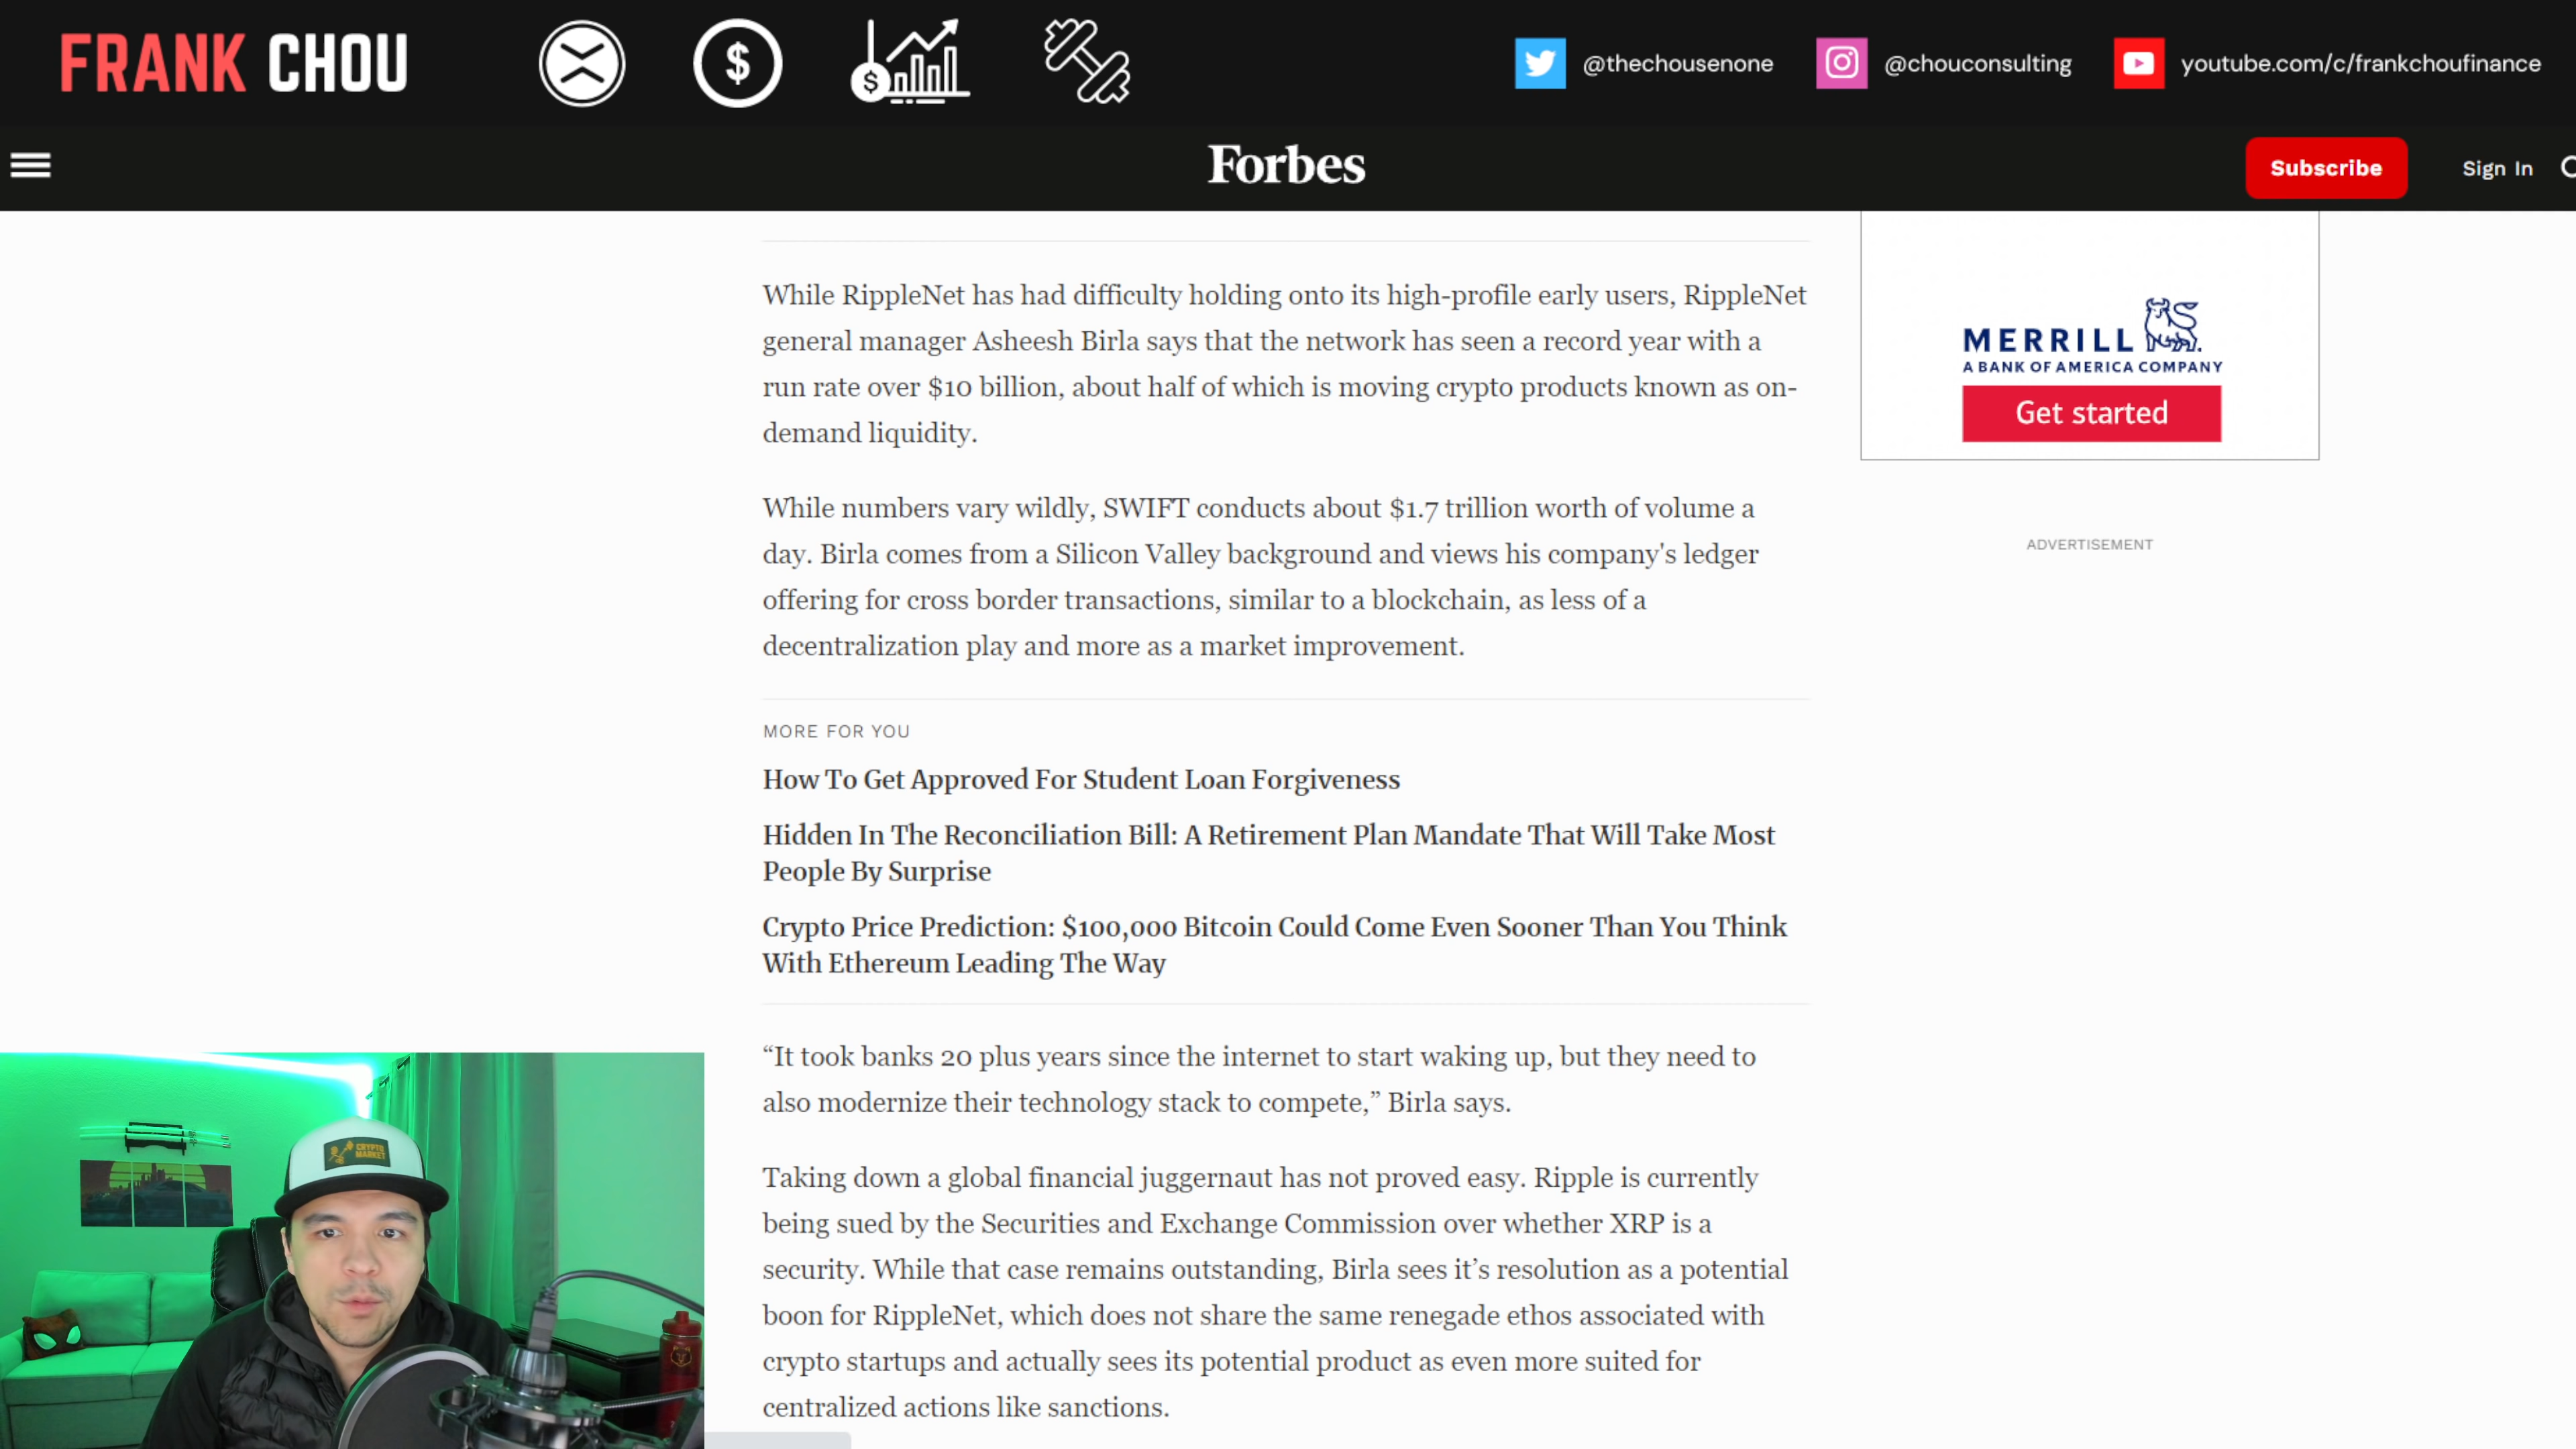 FRANK CHOU
@thechousenone
@chouconsulting
youtube.com/c/frankchoufinance
Forbes
Subscribe
Sign In
While RippleNet has had difficulty holding onto its high-profile early users, RippleNet
general manager Asheesh Birla says that the network has seen a record year with a
run rate over $10 billion, about half of which is moving crypto products known as on-
demand liquidity.
While numbers vary wildly, SWIFT conducts about $1.7 trillion worth of volume a
day. Birla comes from a Silicon Valley background and views his company's ledger
offering for cross border transactions, similar to a blockchain, as less of a
decentralization play and more as a market improvement.
MERRILL
A BANK OF AMERICA COMPANY
Get started
ADVERTISEMENT
MORE FOR YOU
How To Get Approved For Student Loan Forgiveness
Hidden In The Reconciliation Bill: A Retirement Plan Mandate That Will Take Most
People By Surprise
Crypto Price Prediction: $100,000 Bitcoin Could Come Even Sooner Than You Think
With Ethereum Leading The Way
“It took banks 20 plus years since the internet to start waking up, but they need to
also modernize their technology stack to compete,” Birla says.
Taking down a global financial juggernaut has not proved easy. Ripple is currently
being sued by the Securities and Exchange Commission over whether XRP is a
security. While that case remains outstanding, Birla sees it’s resolution as a potential
boon for RippleNet, which does not share the same renegade ethos associated with
crypto startups and actually sees its potential product as even more suited for
centralized actions like sanctions.
CRYPTO
MARKET